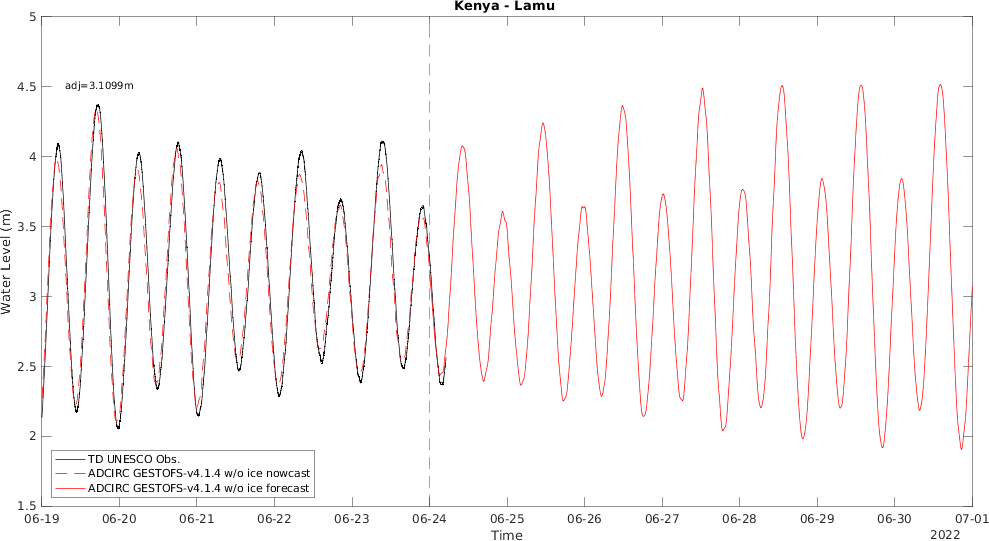 Kenya - Lamu
5
4.5
4
3.5
3
2.5
2
1.5
Water Level (m)
adj=3.1099m
TD UNESCO Obs.
ADCIRC GESTOFS-v4.1.4 w/o ice nowcast
ADCIRC GESTOFS-v4.1.4 w/o ice forecast
06-19 06-20 06-21 06-22 06-23 06-24 06-25 06-26 06-27 06-28 06-29 06-30 07-01
Time
2022